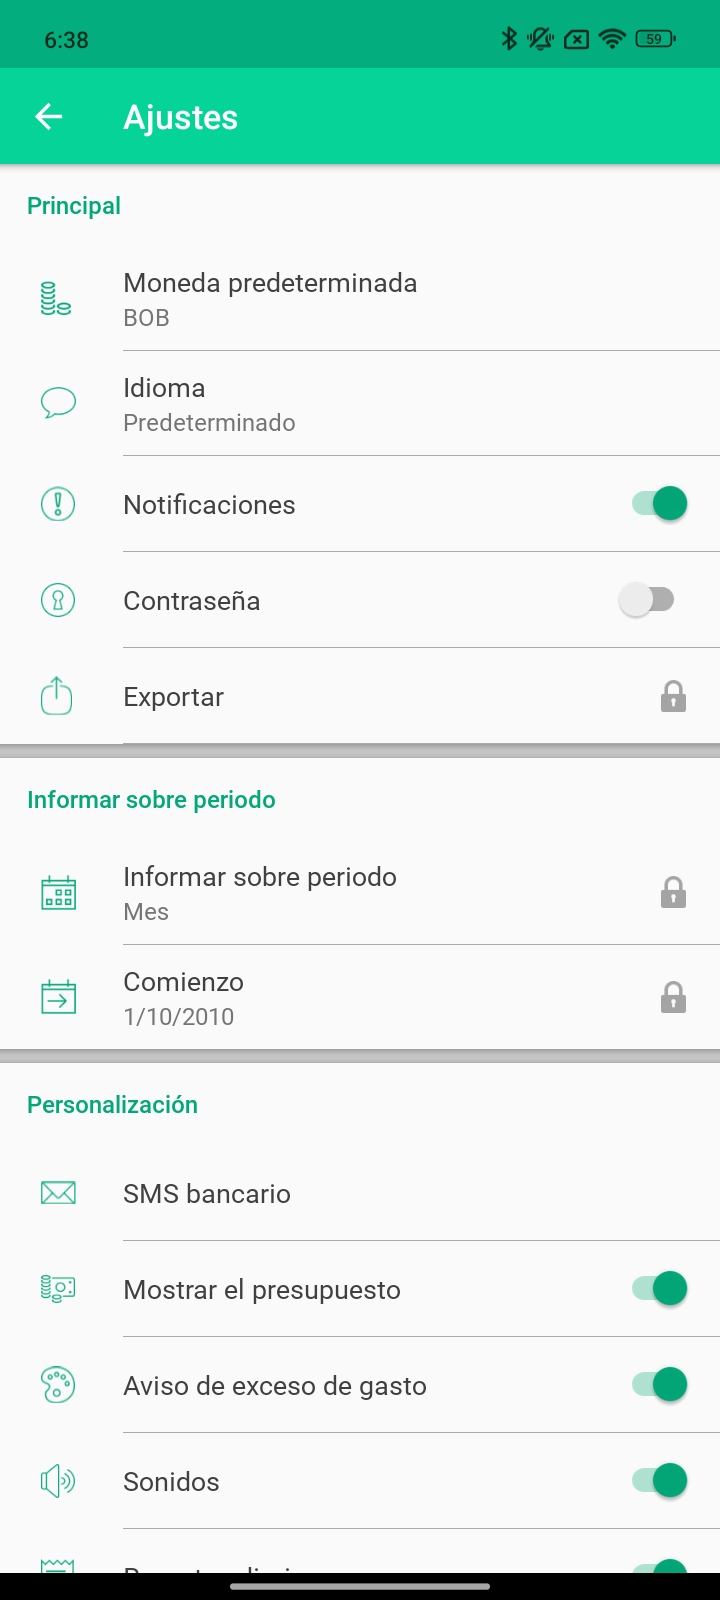 6:38
59
Ajustes
Principal
Moneda predeterminada
BOB
Idioma
Predeterminado
Notificaciones
Contraseña
Exportar
Informar sobre periodo
Informar sobre periodo
Mes
Comienzo
1/10/2010
Personalización
SMS bancario
Mostrar el presupuesto
Aviso de exceso de gasto
Sonidos